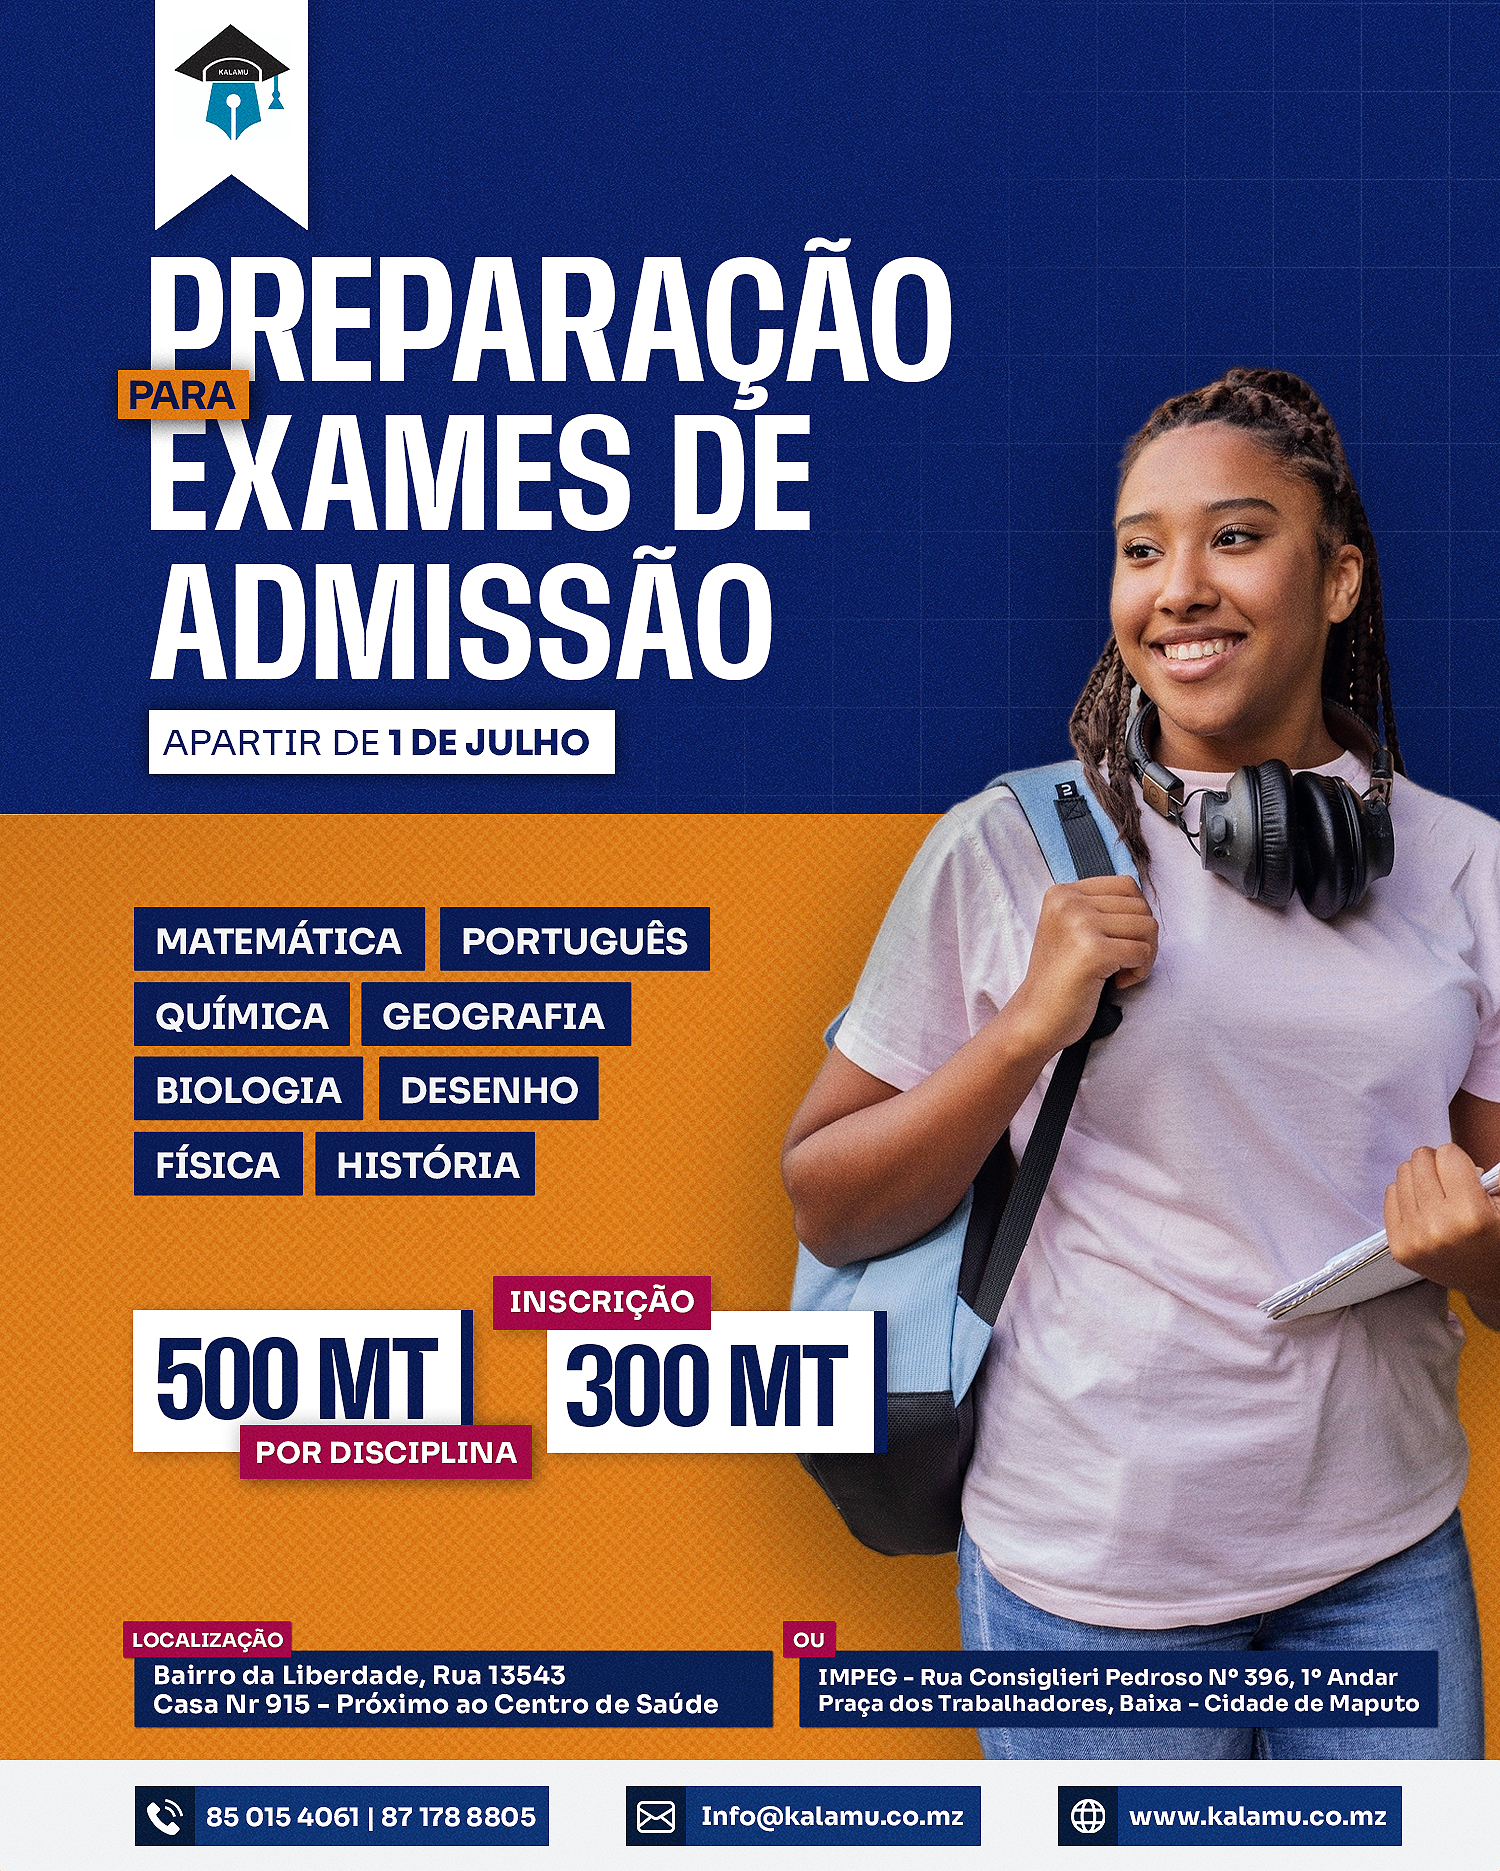 KALAMU
PREPARAÇÃO
PARA
EXAMES DE
ADMISSÃO
APARTIR DE 1 DE JULHO
MATEMÁTICA
PORTUGUÊS
QUÍMICA
GEOGRAFIA
BIOLOGIA
DESENHO
FÍSICA
HISTÓRIA
500 MT
POR DISCIPLINA
INSCRIÇÃO
300 MT
LOCALIZAÇÃO
Bairro da Liberdade, Rua 13543
Casa Nr 915 - Próximo ao Centro de Saúde
OU
IMPEG - Rua Consiglieri Pedroso Nº 396, 1º Andar
Praça dos Trabalhadores, Baixa - Cidade de Maputo
85 015 4061 | 87 178 8805
Info@kalamu.co.mz
www.kalamu.co.mz